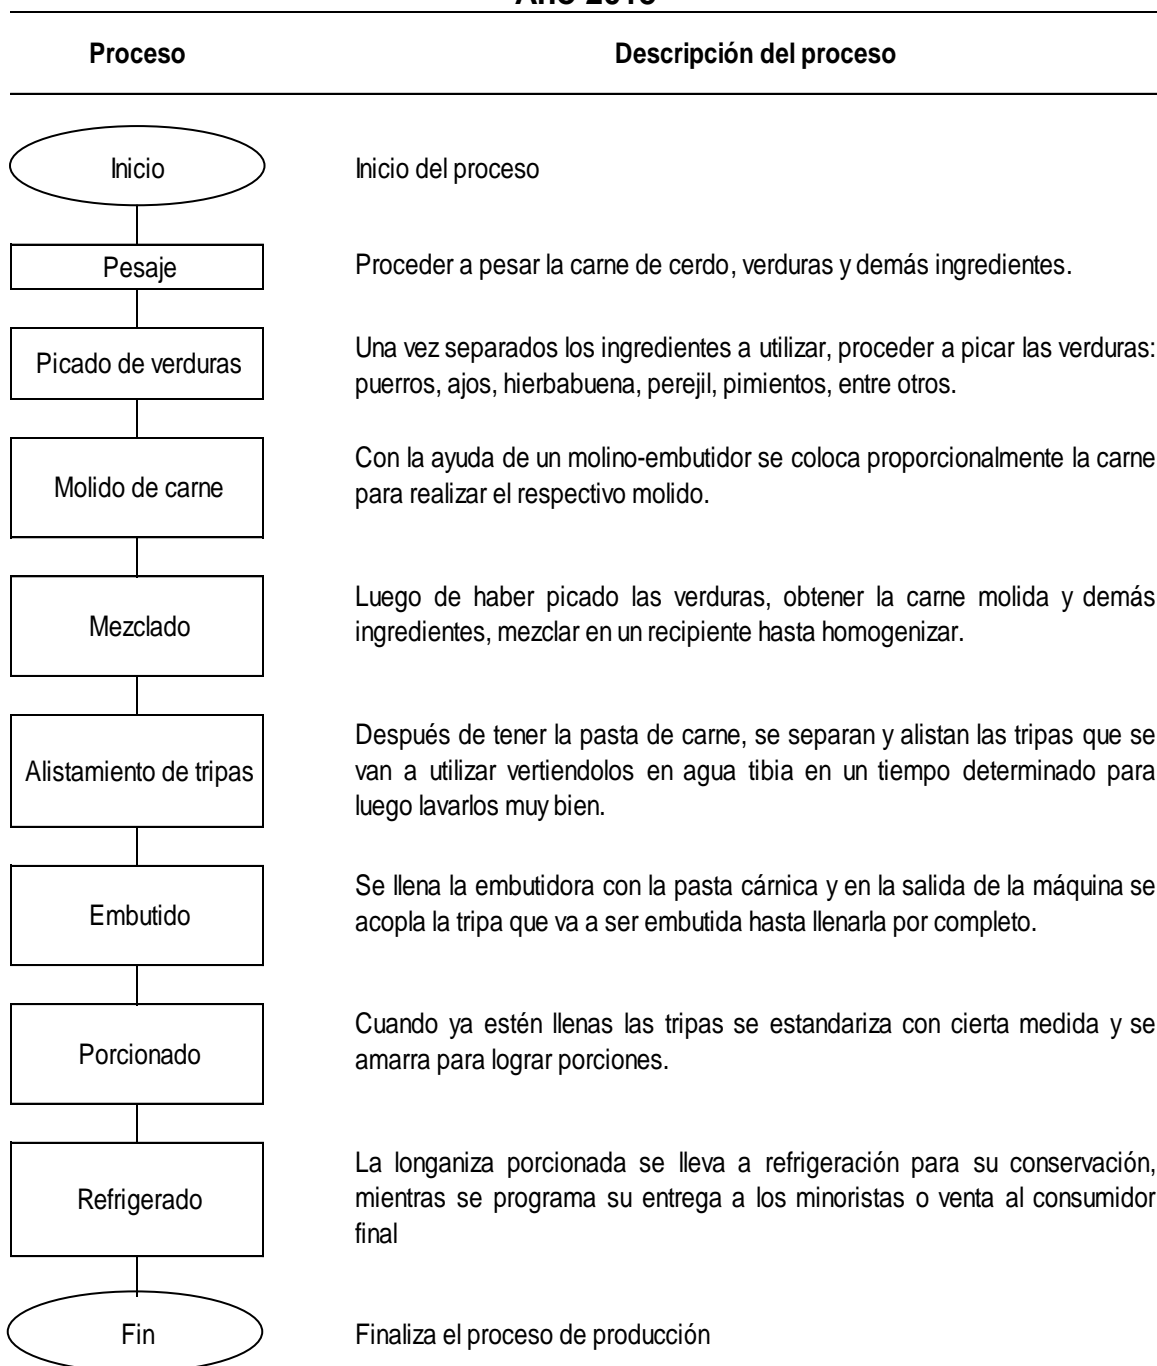 Proceso Descripción del proceso
Inicio Inicio del proceso
Pesaje Proceder a pesar la carne de cerdo, verduras y demás ingredientes.
Picado de verduras
Una vez separados los ingredientes a utilizar, proceder a picar las verduras:
puerros, ajos, hierbabuena, perejil, pimientos, entre otros.
Molido de carne
Con la ayuda de un molino-embutidor se coloca proporcionalmente la carne
para realizar el respectivo molido.
Mezclado
Luego de haber picado las verduras, obtener la carne molida y demás
ingredientes, mezclar en un recipiente hasta homogenizar.
Alistamiento de tripas
Después de tener la pasta de carne, se separan y alistan las tripas que se
van a utilizar vertiendolos en agua tibia en un tiempo determinado para
luego lavarlos muy bien.
Embutido
Se llena la embutidora con la pasta cárnica y en la salida de la máquina se
acopla la tripa que va a ser embutida hasta llenarla por completo.
Porcionado
Cuando ya estén llenas las tripas se estandariza con cierta medida y se
amarra para lograr porciones.
Refrigerado
La longaniza porcionada se lleva a refrigeración para su conservación,
mientras se programa su entrega a los minoristas o venta al consumidor
final
Fin Finaliza el proceso de producción